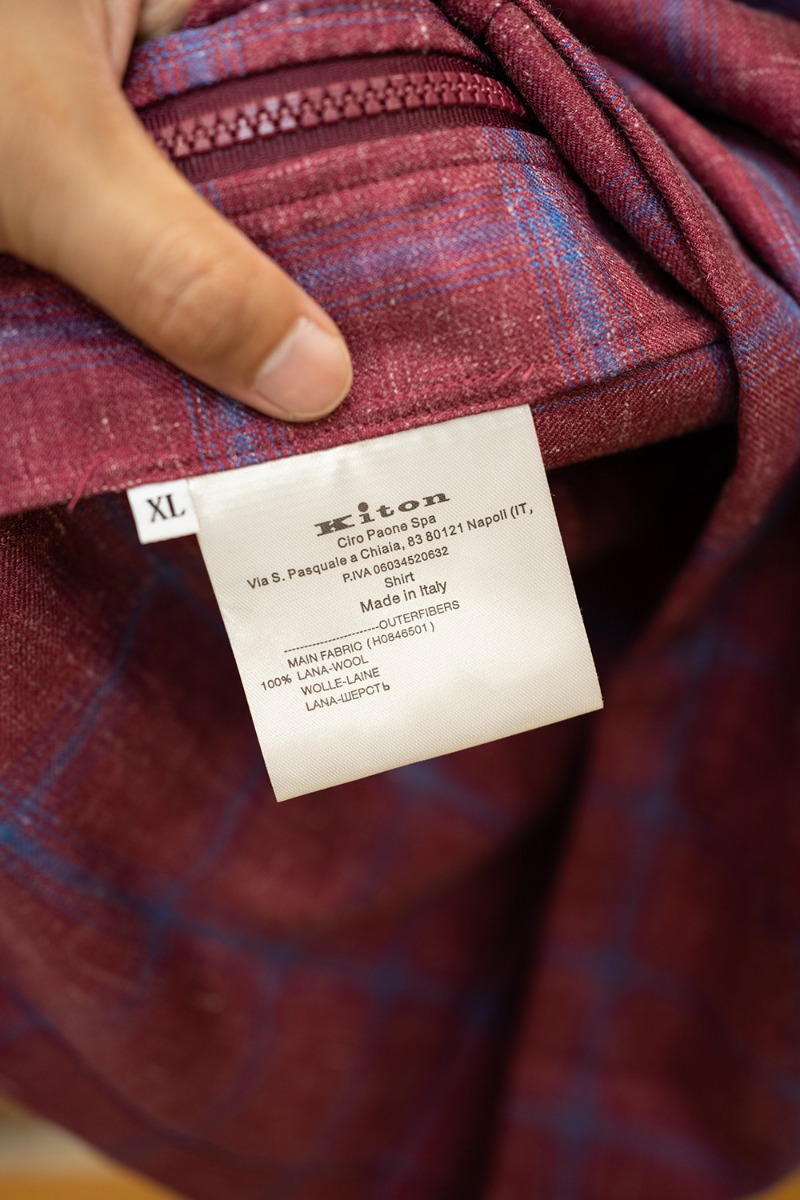 XL
Kiton
Ciro Paone Spa
Via S. Pasquale a Chiaia, 83 80121 Napoli (IT,
P.IVA 06034520632
Shirt
Made in Italy
--------------------------OUTERFIBERS
MAIN FABRIC ( H0846501 )
100% LANA-WOOL
WOLLE-LAINE
LANA-ШЕРСТЬ